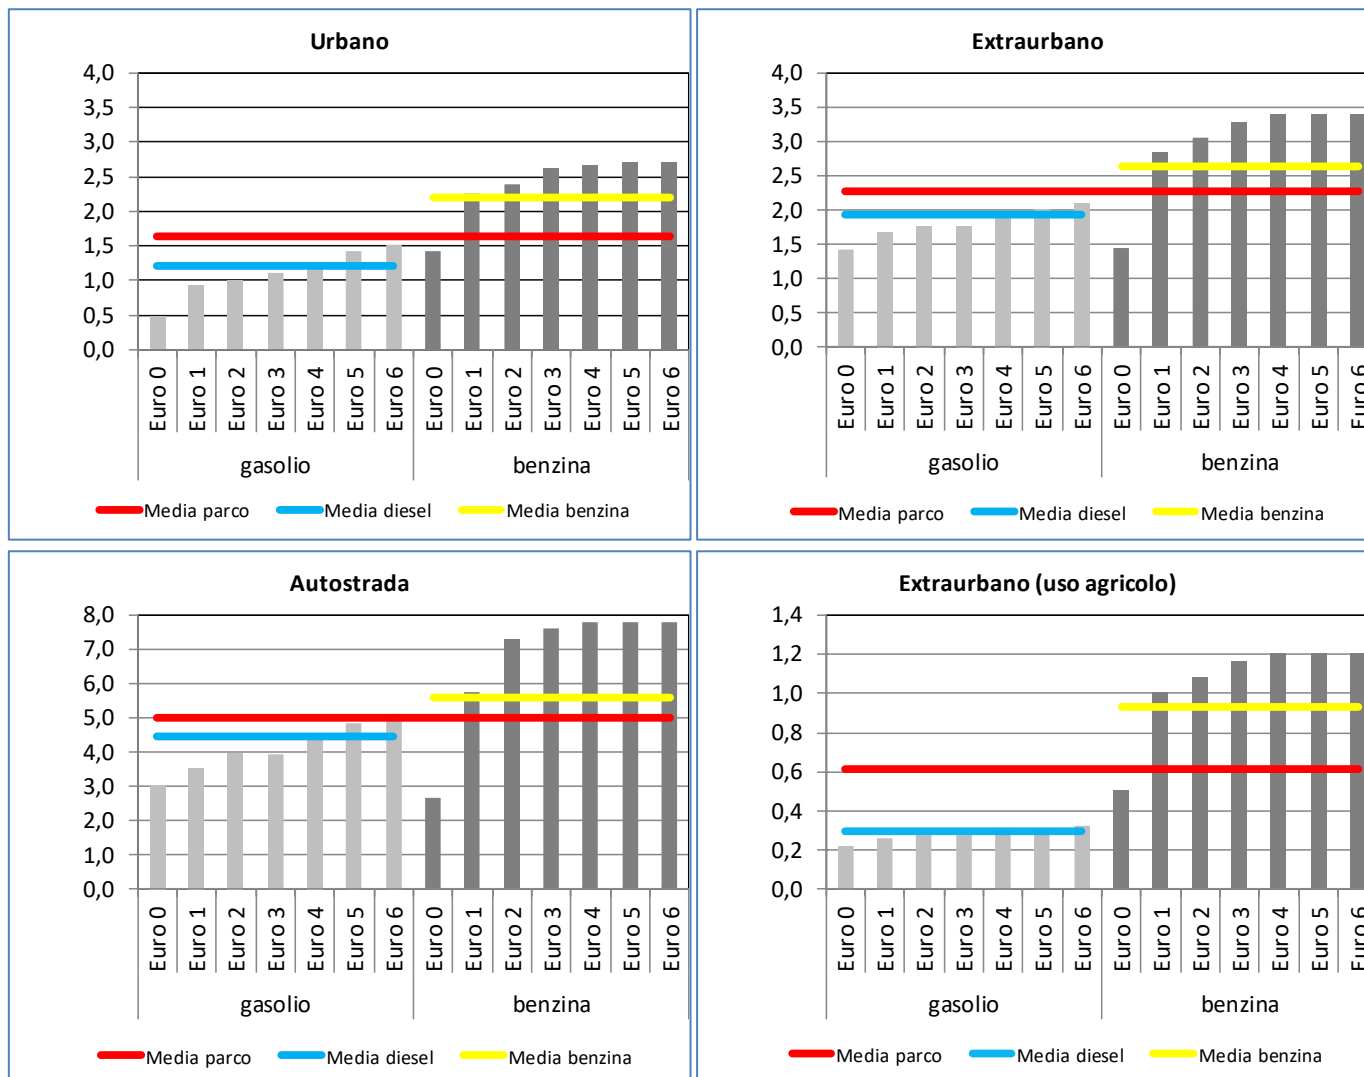 Urbano
4,0
3,5
3,0
2,5
2,0
1,5
1,0
0,5
0,0
Euro 0 Euro 1 Euro 2 Euro 3 Euro 4 Euro 5 Euro 6 Euro 0 Euro 1 Euro 2 Euro 3 Euro 4 Euro 5 Euro 6
gasolio benzina
Media parco Media diesel Media benzina
Extraurbano
4,0
3,5
3,0
2,5
2,0
1,5
1,0
0,5
0,0
Euro 0 Euro 1 Euro 2 Euro 3 Euro 4 Euro 5 Euro 6 Euro 0 Euro 1 Euro 2 Euro 3 Euro 4 Euro 5 Euro 6
gasolio benzina
Media parco Media diesel Media benzina
Autostrada
8,0
7,0
6,0
5,0
4,0
3,0
2,0
1,0
0,0
Euro 0 Euro 1 Euro 2 Euro 3 Euro 4 Euro 5 Euro 6 Euro 0 Euro 1 Euro 2 Euro 3 Euro 4 Euro 5 Euro 6
gasolio benzina
Media parco Media diesel Media benzina
Extraurbano (uso agricolo)
1,4
1,2
1,0
0,8
0,6
0,4
0,2
0,0
Euro 0 Euro 1 Euro 2 Euro 3 Euro 4 Euro 5 Euro 6 Euro 0 Euro 1 Euro 2 Euro 3 Euro 4 Euro 5 Euro 6
gasolio benzina
Media parco Media diesel Media benzina